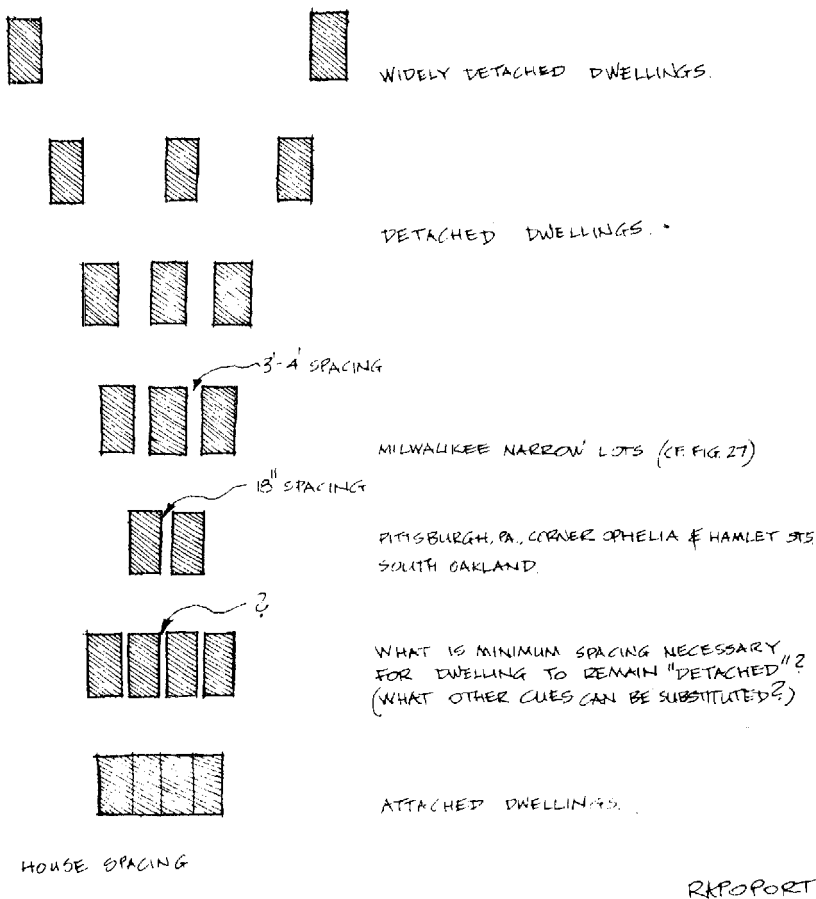 WIDELY DETACHED DWELLINGS.
DETACHED DWELLINGS.
3'-4' SPACING
MILWAUKEE NARROW LOTS (CF. FIG. 27)
18" SPACING
PITTSBURGH, PA., CORNER OPHELIA & HAMLET STS.
SOUTH OAKLAND.
?
WHAT IS MINIMUM SPACING NECESSARY
FOR DWELLING TO REMAIN "DETACHED"?
(WHAT OTHER CUES CAN BE SUBSTITUTED?)
ATTACHED DWELLINGS.
HOUSE SPACING
RAPOPORT